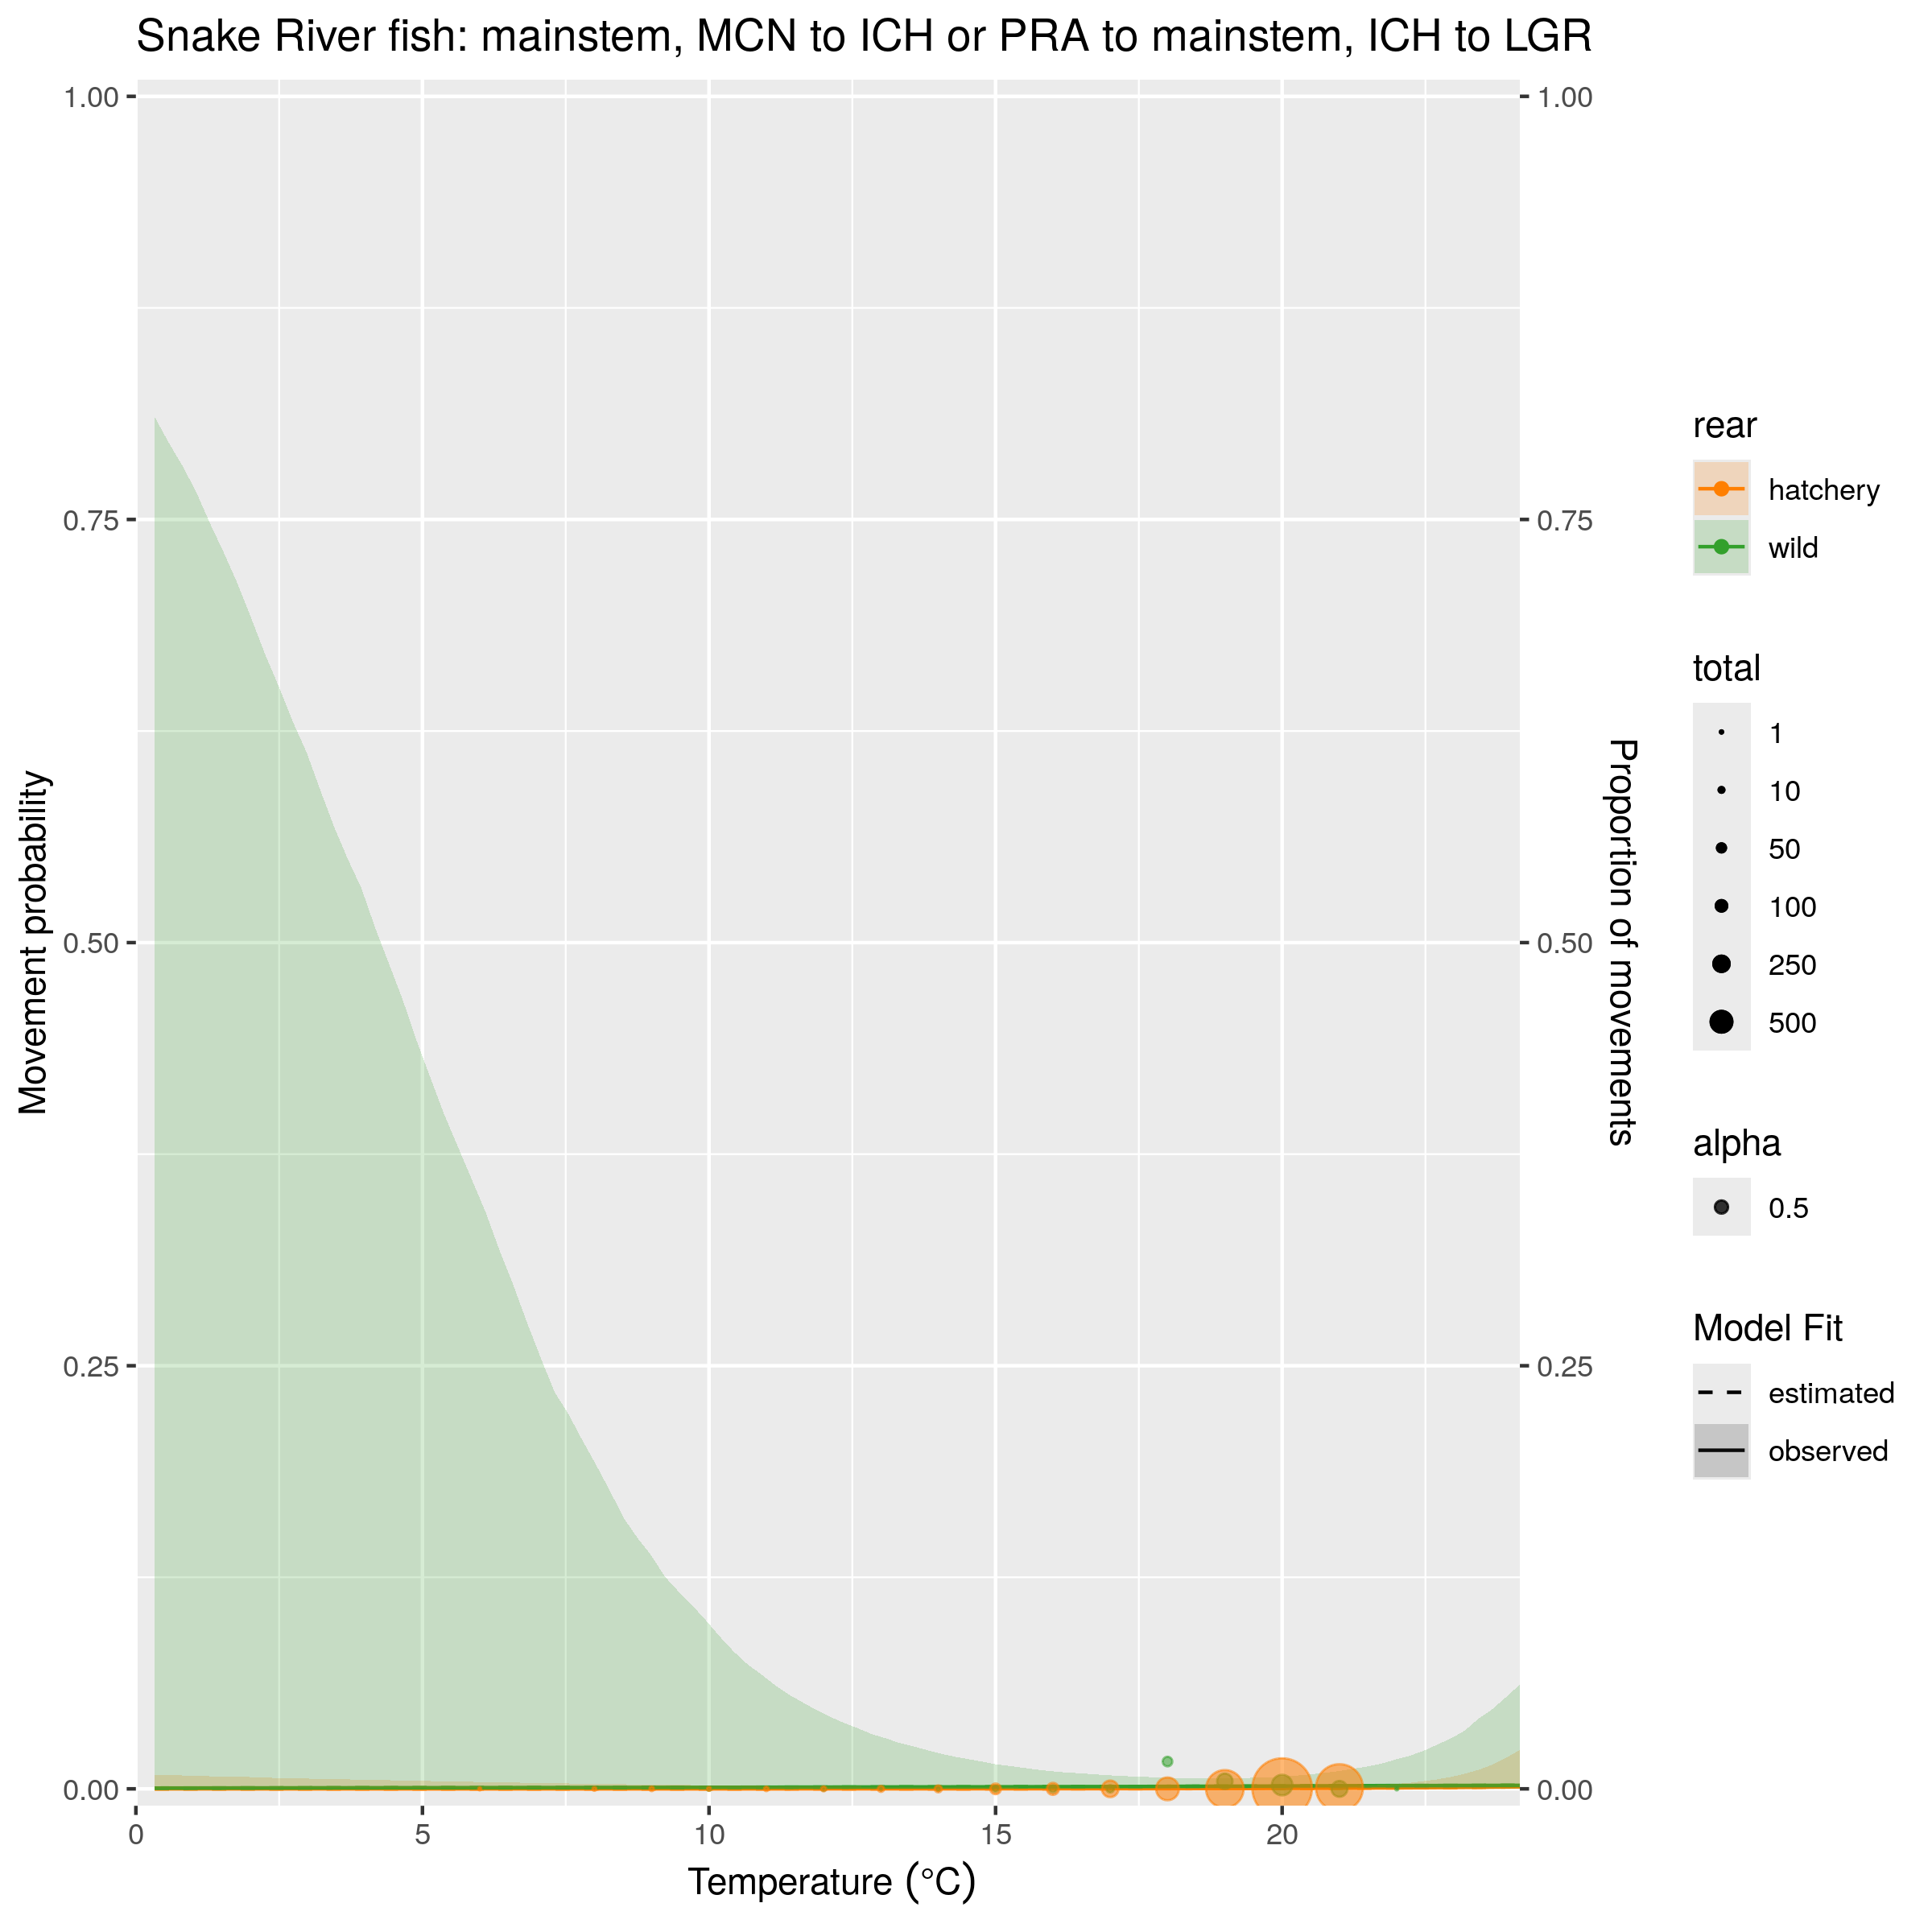 Snake River fish: mainstem, MCN to ICH or PRA to mainstem, ICH to LGR
Movement probability
1.00
0.75
0.50
0.25
0.00
0
5
10
15
20
Temperature (°C)
1.00
0.75
0.50
0.25
0.00
Proportion of movements
rear
hatchery
wild
total
1
10
50
100
250
500
alpha
0.5
Model Fit
estimated
observed